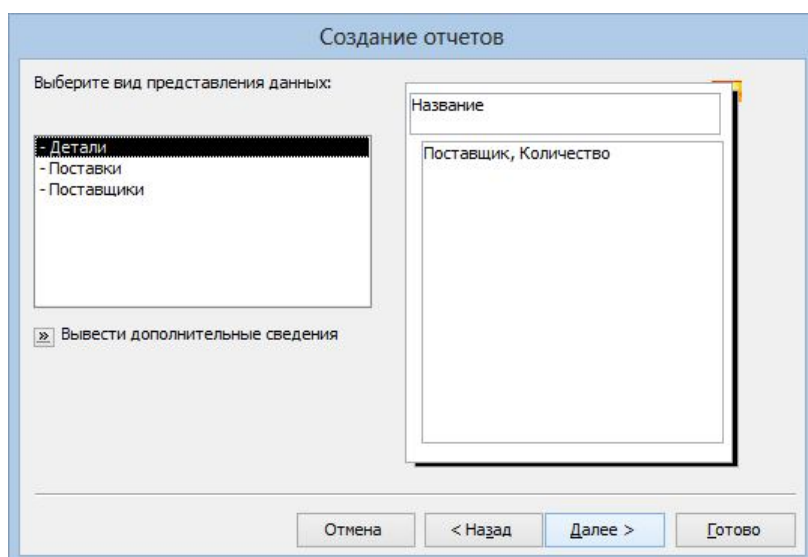 Создание отчетов
Выберите вид представления данных:
- Детали
- Поставки
- Поставщики
» Вывести дополнительные сведения
Название
Поставщик, Количество
Отмена
< Назад
Далее >
Готово